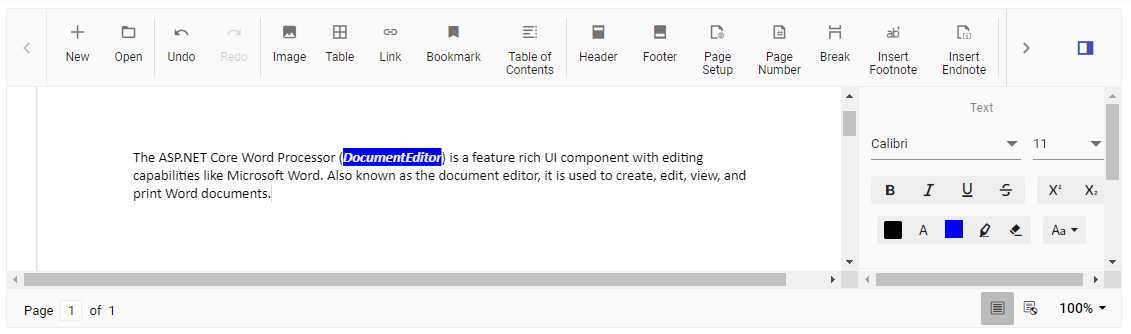 New Open Undo Redo Image Table Link Bookmark Table of Contents Header Footer Page Setup Page Number Break Insert Footnote Insert Endnote
Text
Calibri 11
The ASP.NET Core Word Processor (DocumentEditor) is a feature rich UI component with editing
capabilities like Microsoft Word. Also known as the document editor, it is used to create, edit, view, and
print Word documents.
B I U S X² X₂
A Aa
Page 1 of 1 100%